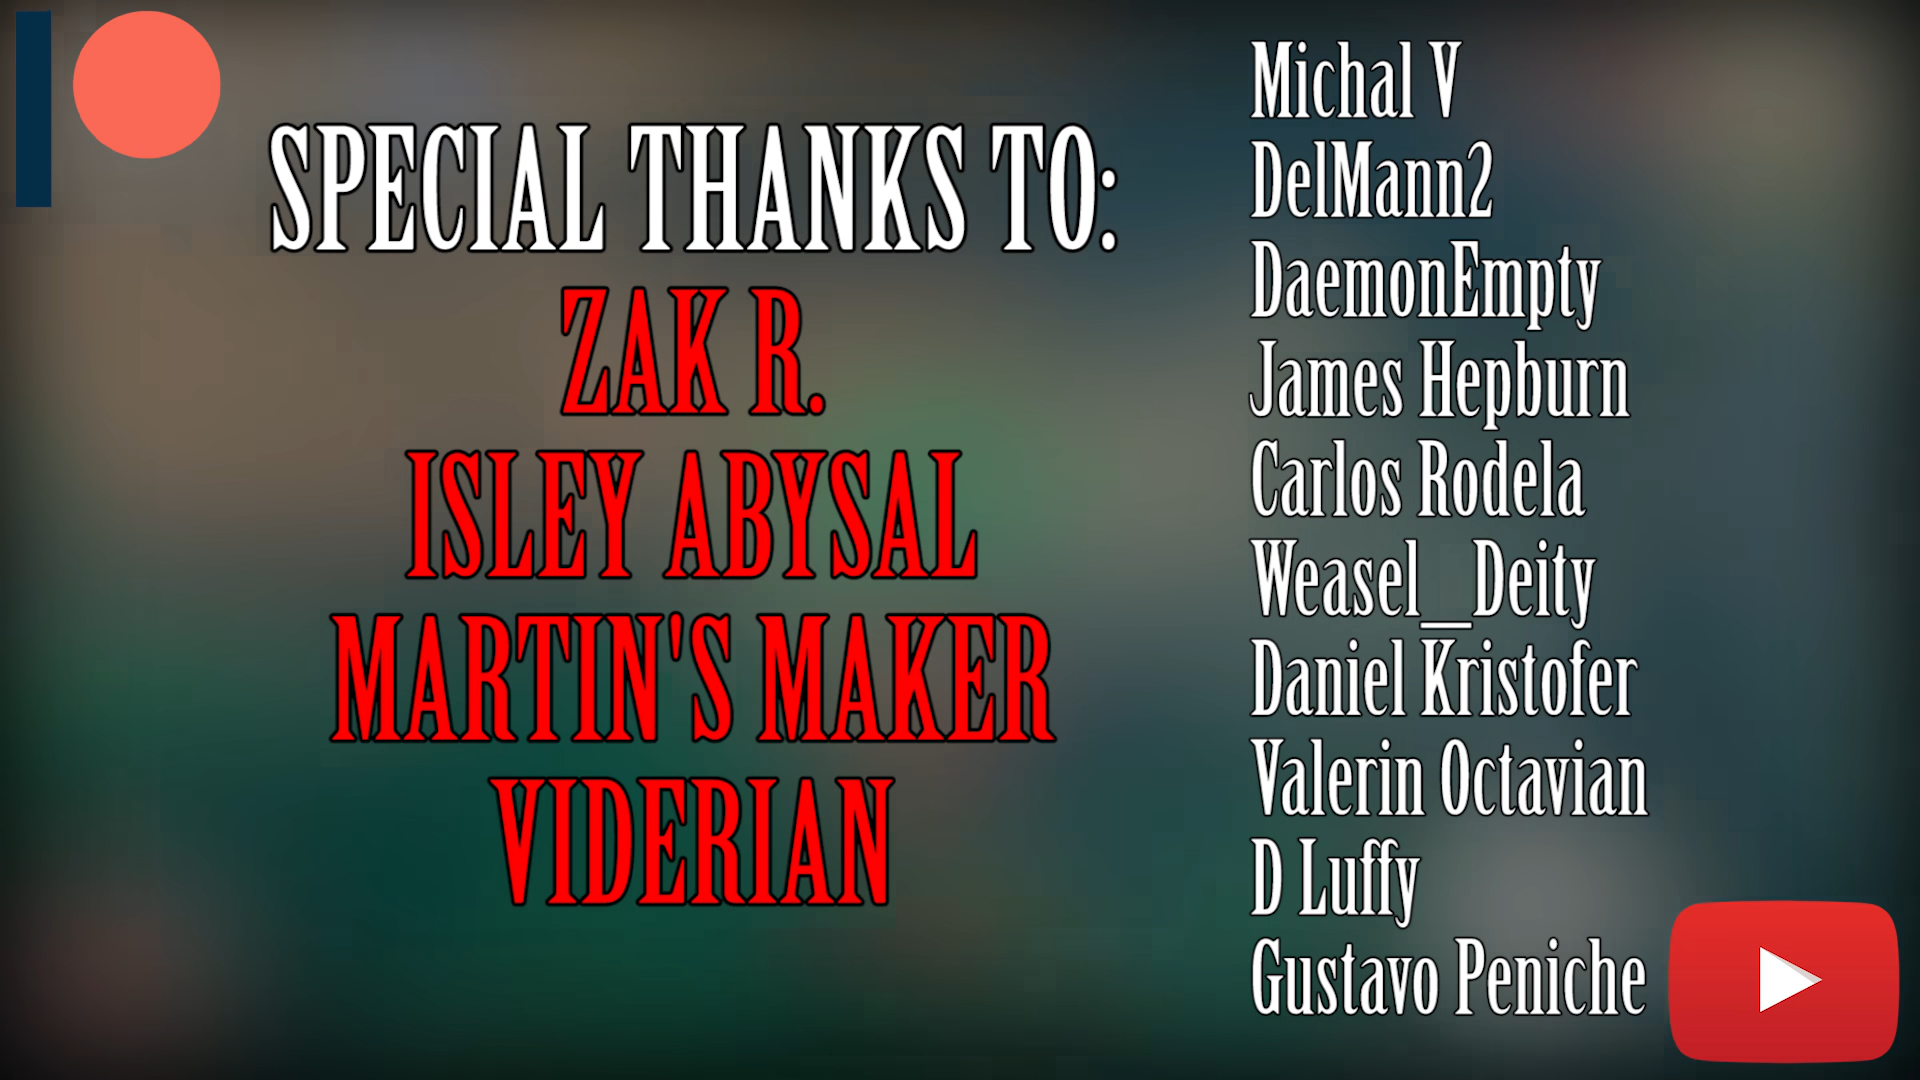 SPECIAL THANKS TO:
ZAK R.
ISLEY ABYSAL
MARTIN'S MAKER
VIDERIAN
Michal V
DelMann2
DaemonEmpty
James Hepburn
Carlos Rodela
Weasel_Deity
Daniel Kristofer
Valerin Octavian
D Luffy
Gustavo Peniche